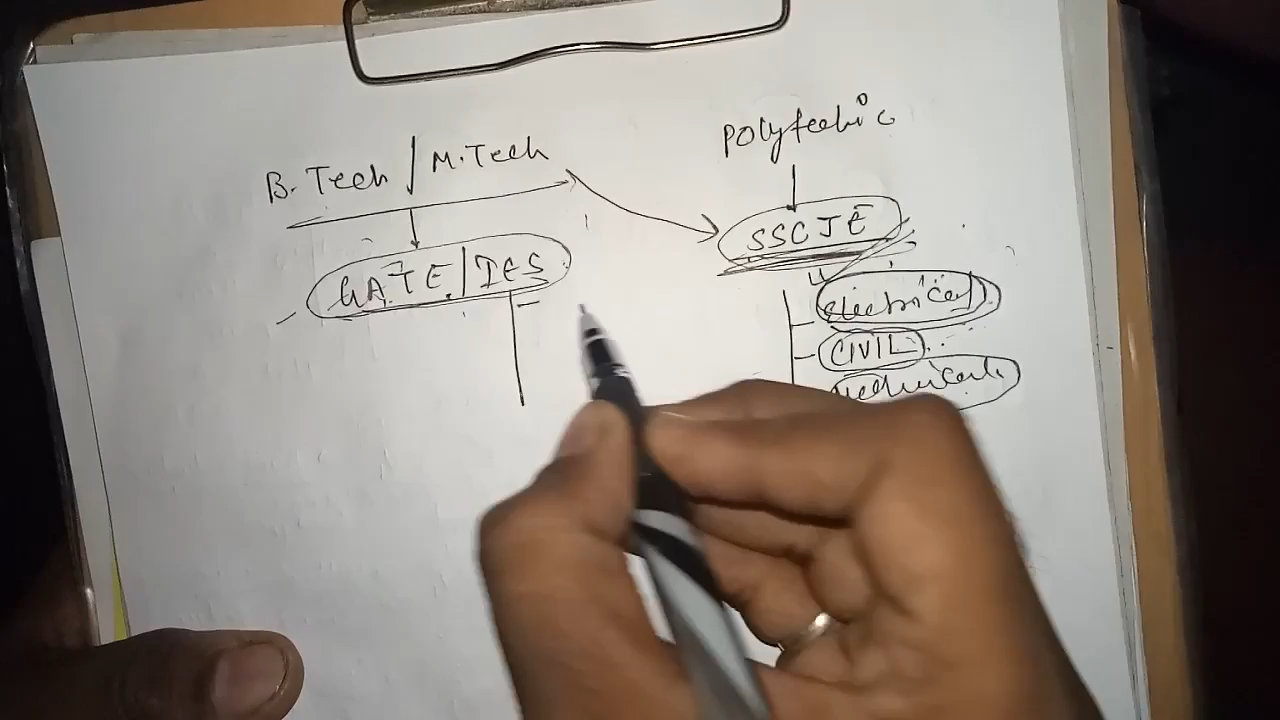 B. Tech / M. Tech
Polytechnic
GATE / IES
SSC JE
electrical
CIVIL